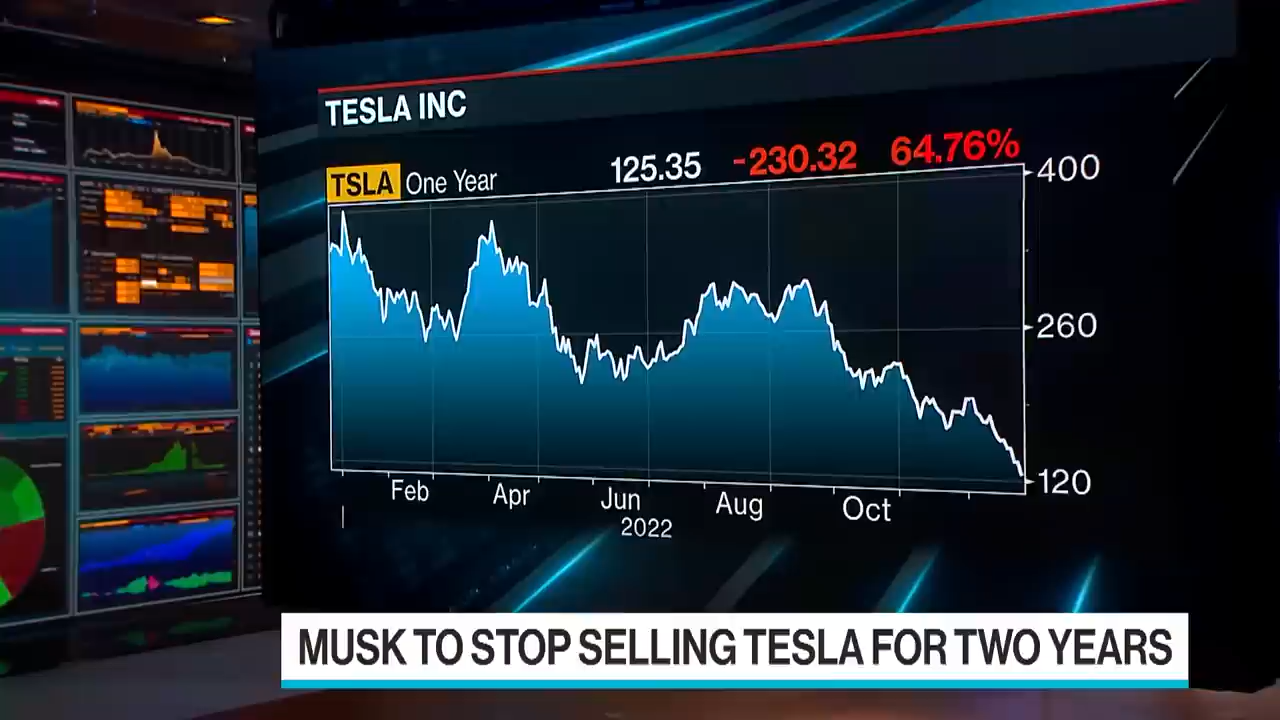 TESLA INC
TSLA One Year 125.35 -230.32 64.76%
400
260
120
Feb Apr Jun Aug Oct
2022
MUSK TO STOP SELLING TESLA FOR TWO YEARS